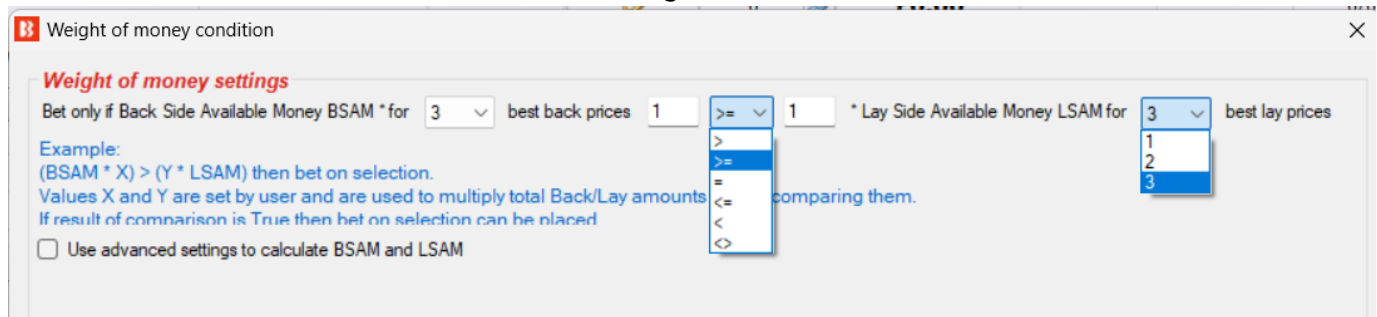 Weight of money condition
Weight of money settings
Bet only if Back Side Available Money BSAM * for 3 best back prices 1 >= 1 * Lay Side Available Money LSAM for 3 best lay prices
>
1
Example:
>=
2
(BSAM * X) > (Y * LSAM) then bet on selection.
=
3
Values X and Y are set by user and are used to multiply total Back/Lay amounts comparing them.
<=
If result of comparison is True then bet on selection can be placed
<
Use advanced settings to calculate BSAM and LSAM
<>